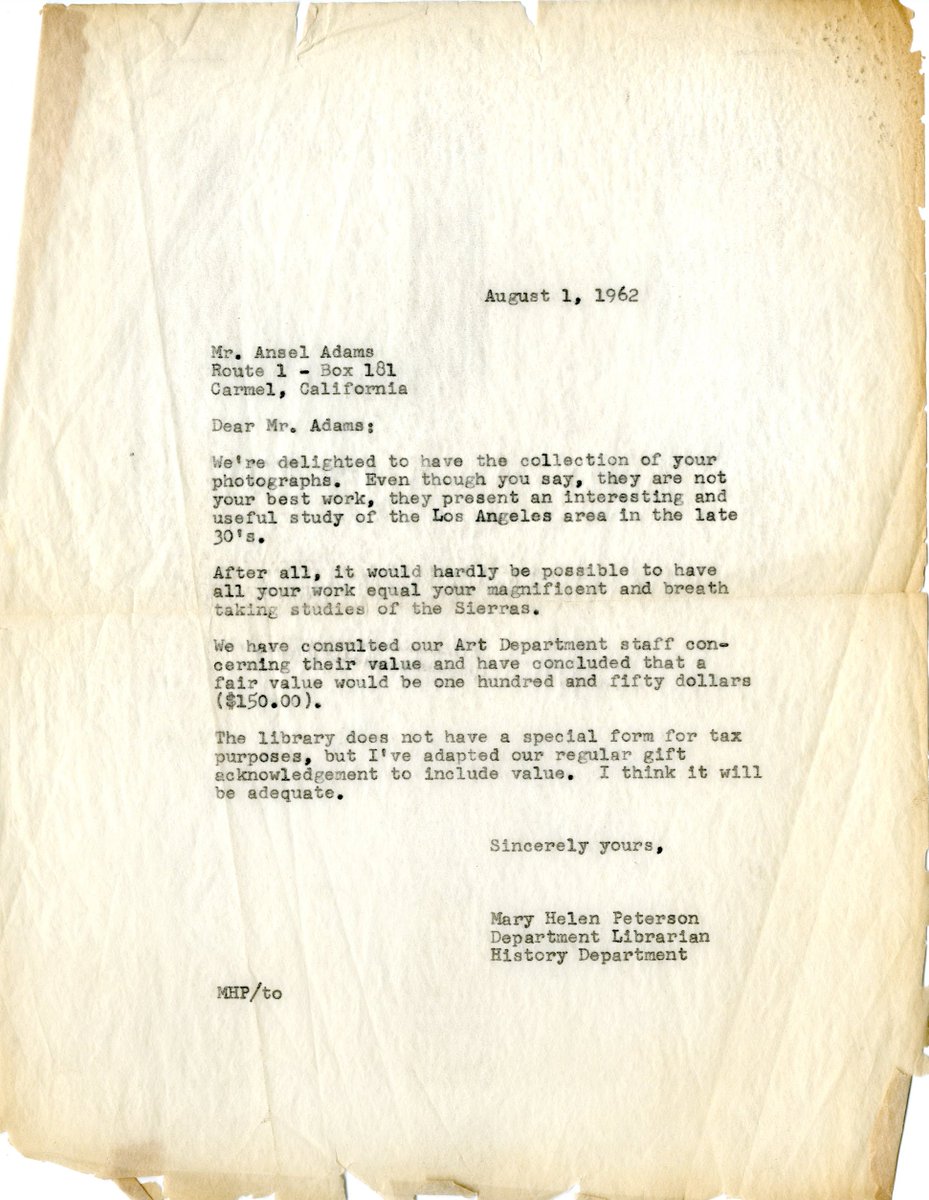 August 1, 1962
Mr. Ansel Adams
Route 1 - Box 181
Carmel, California
Dear Mr. Adams:
We're delighted to have the collection of your
photographs. Even though you say, they are not
your best work, they present an interesting and
useful study of the Los Angeles area in the late
30's.
After all, it would hardly be possible to have
all your work equal your magnificent and breath
taking studies of the Sierras.
We have consulted our Art Department staff con-
cerning their value and have concluded that a
fair value would be one hundred and fifty dollars
($150.00).
The library does not have a special form for tax
purposes, but I've adapted our regular gift
acknowledgement to include value. I think it will
be adequate.
Sincerely yours,
Mary Helen Peterson
Department Librarian
History Department
MHP/to